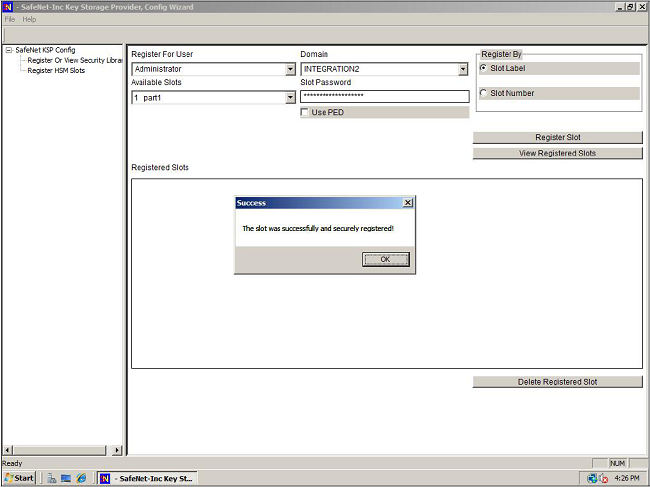 - SafeNet-Inc Key Storage Provider, Config Wizard
File Help
SafeNet KSP Config
Register Or View Security Librar
Register HSM Slots
Register For User
Domain
Register By
Administrator
INTEGRATION2
Slot Label
Available Slots
Slot Password
1 part1
*******************
Slot Number
Use PED
Register Slot
View Registered Slots
Registered Slots
Success
The slot was successfully and securely registered!
OK
Delete Registered Slot
Ready
NUM
Start
- SafeNet-Inc Key St...
4:26 PM